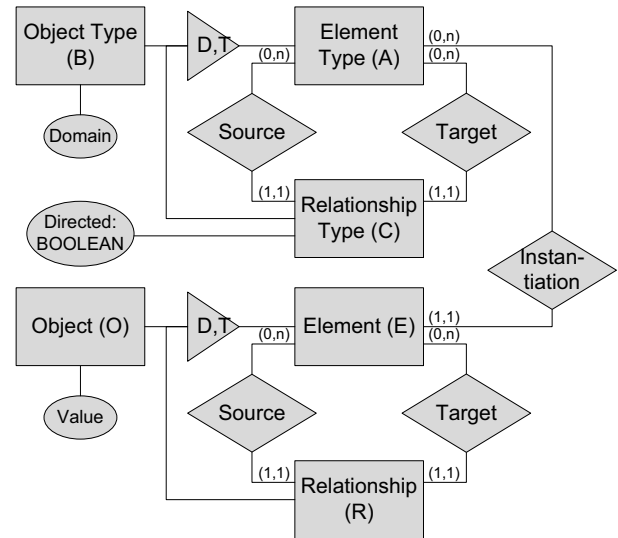 Object Type
(B)
D,T
Element
Type (A)
(0,n)
(0,n)
(0,n)
Domain
Source
Target
(1,1)
(1,1)
Relationship
Type (C)
Directed:
BOOLEAN
Instan-
tiation
Object (O)
D,T
Element (E)
(0,n)
(1,1)
(0,n)
Value
Source
Target
(1,1)
(1,1)
Relationship
(R)